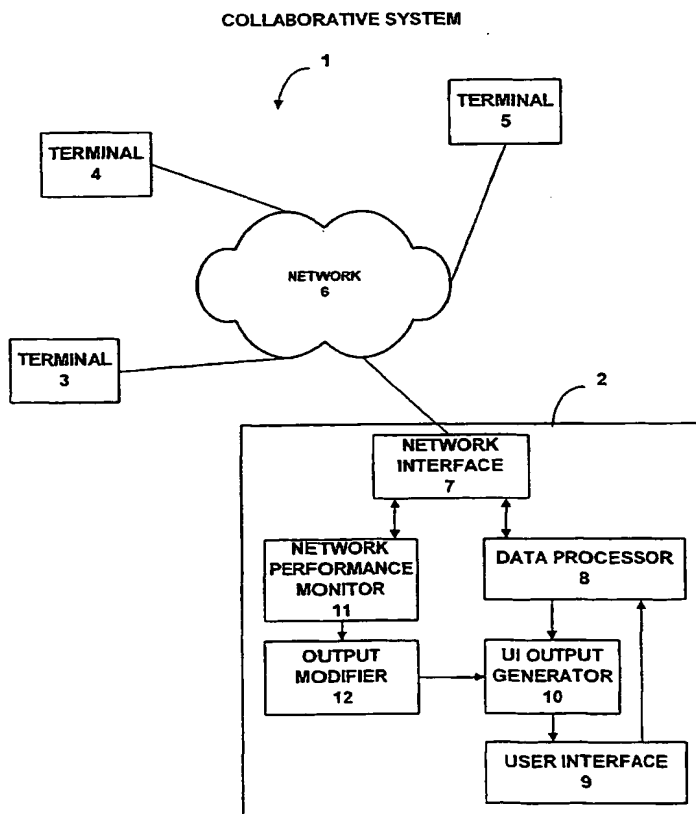 COLLABORATIVE SYSTEM
1
TERMINAL
5
TERMINAL
4
NETWORK
6
TERMINAL
3
2
NETWORK
INTERFACE
7
NETWORK
PERFORMANCE
MONITOR
11
DATA PROCESSOR
8
OUTPUT
MODIFIER
12
UI OUTPUT
GENERATOR
10
USER INTERFACE
9